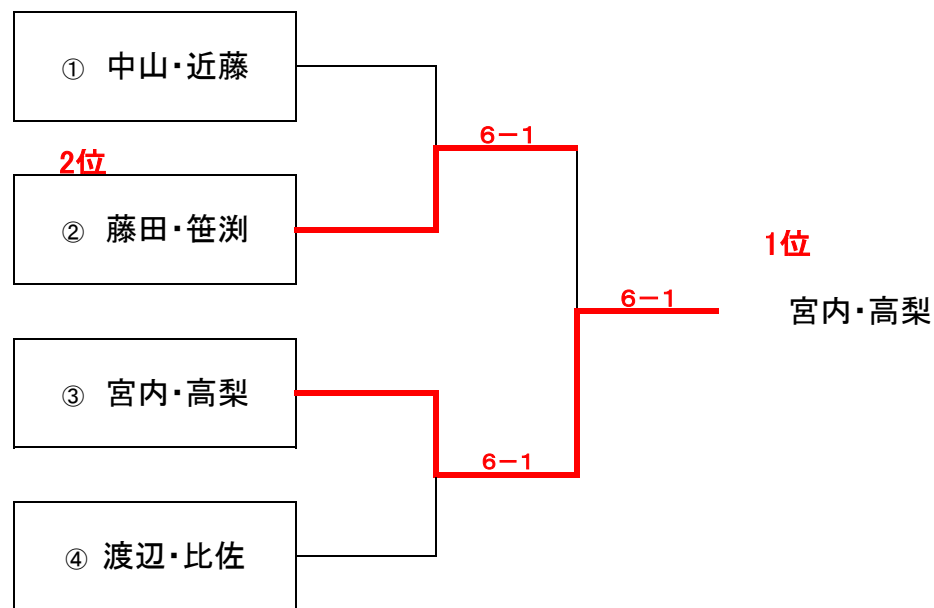 ① 中山・近藤
6－1
2位
② 藤田・笹渕
1位
6－1
宮内・高梨
③ 宮内・高梨
6－1
④ 渡辺・比佐